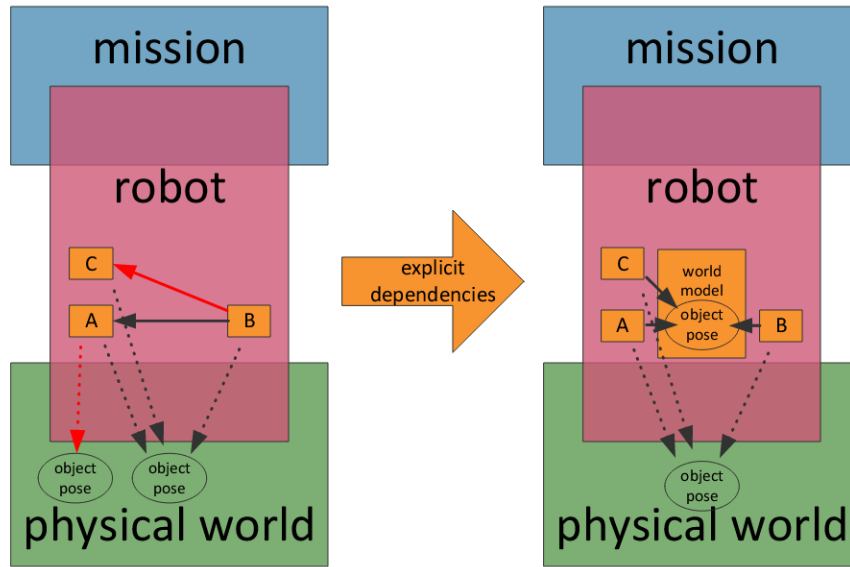 mission
robot
C
A
B
object
pose
object
pose
physical world
explicit
dependencies
mission
robot
C
world
model
A
object
pose
B
object
pose
physical world